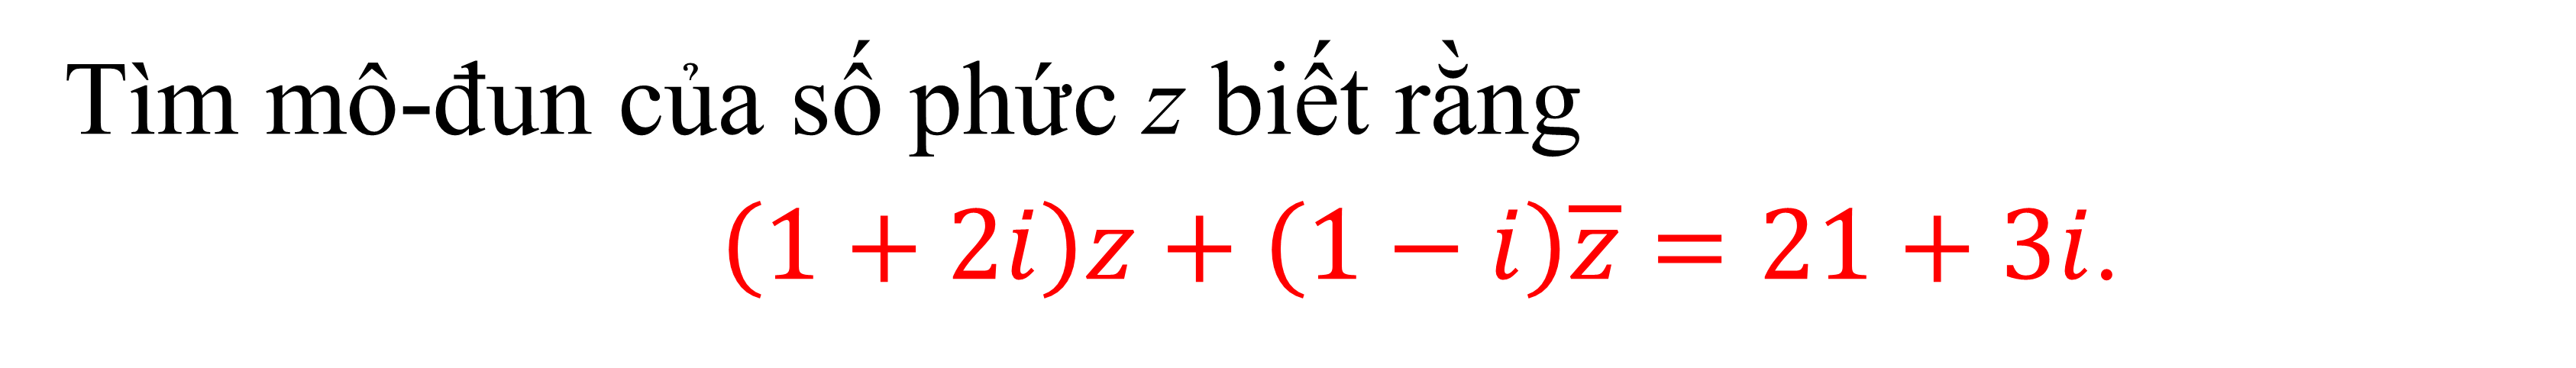 Tìm mô-đun của số phức z biết rằng
(1 + 2i)z + (1 − i)z̅ = 21 + 3i.